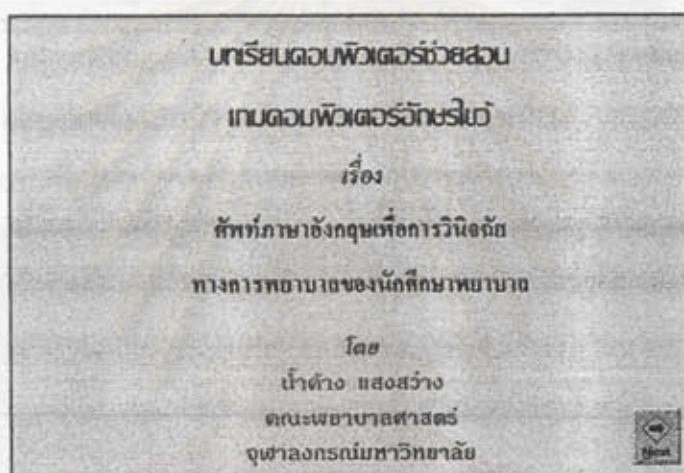 บทเรียนคอมพิวเตอร์ช่วยสอน
เกมคอมพิวเตอร์อักษรไขว้
เรื่อง
ศัพท์ภาษาอังกฤษเพื่อการวินิจฉัย
ทางการพยาบาลของนักศึกษาพยาบาล
โดย
น้ำค้าง แสงสว่าง
คณะพยาบาลศาสตร์
จุฬาลงกรณ์มหาวิทยาลัย
Next